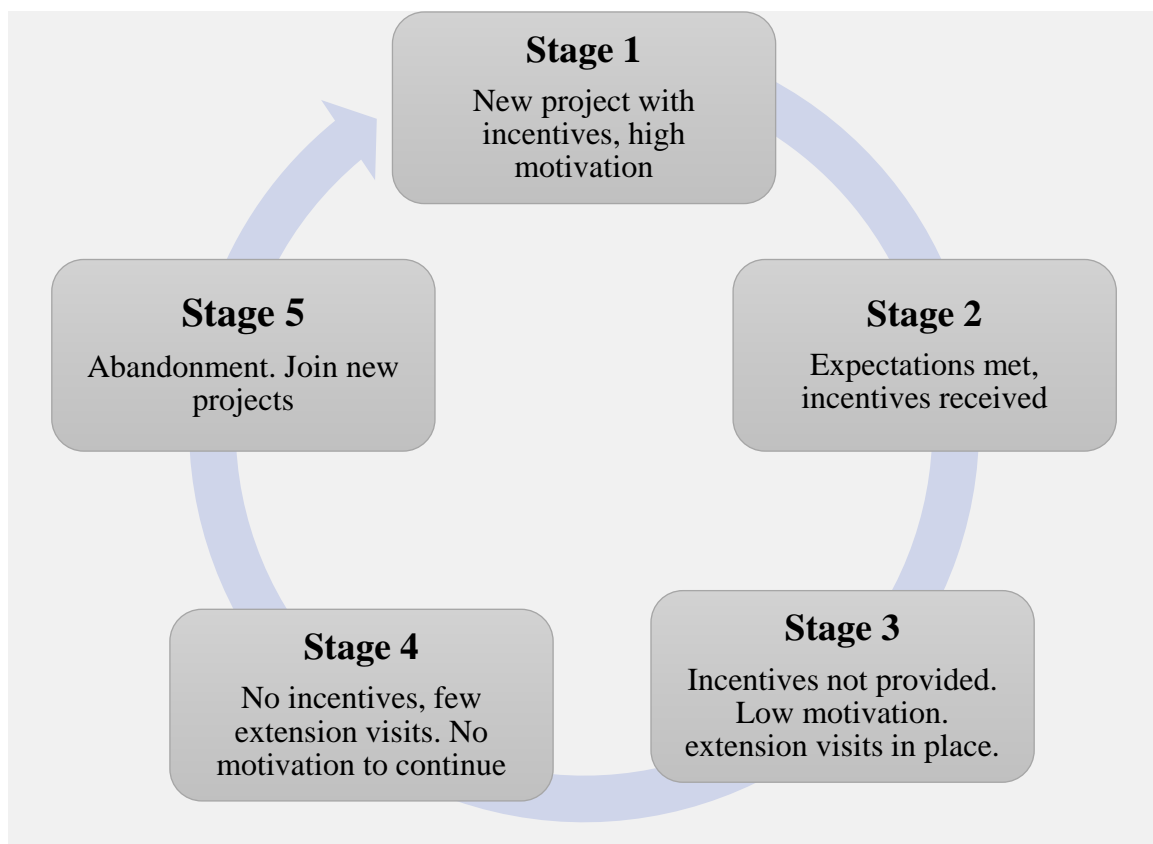 Stage 1
New project with
incentives, high
motivation
Stage 2
Expectations met,
incentives received
Stage 3
Incentives not provided.
Low motivation.
extension visits in place.
Stage 4
No incentives, few
extension visits. No
motivation to continue
Stage 5
Abandonment. Join new
projects